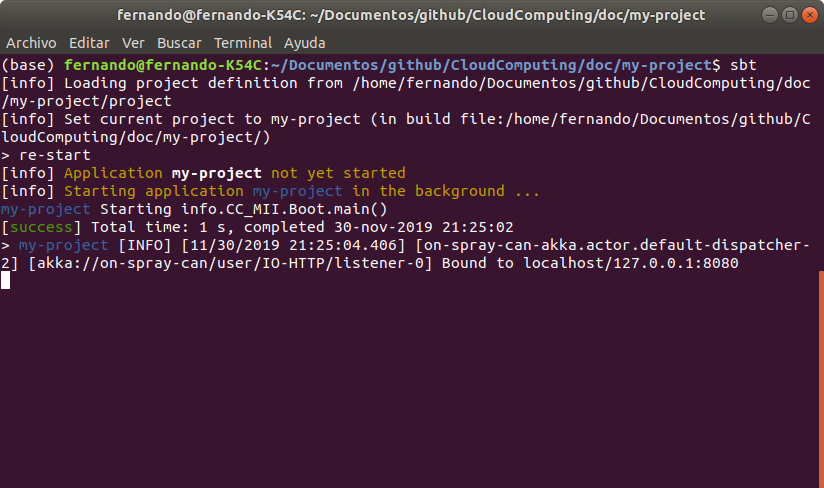 fernando@fernando-K54C: ~/Documentos/github/CloudComputing/doc/my-project
Archivo Editar Ver Buscar Terminal Ayuda
(base) fernando@fernando-K54C:~/Documentos/github/CloudComputing/doc/my-project$ sbt
[info] Loading project definition from /home/fernando/Documentos/github/CloudComputing/doc
/my-project/project
[info] Set current project to my-project (in build file:/home/fernando/Documentos/github/C
loudComputing/doc/my-project/)
> re-start
[info] Application my-project not yet started
[info] Starting application my-project in the background ...
my-project Starting info.CC_MII.Boot.main()
[success] Total time: 1 s, completed 30-nov-2019 21:25:02
> my-project [INFO] [11/30/2019 21:25:04.406] [on-spray-can-akka.actor.default-dispatcher-
2] [akka://on-spray-can/user/IO-HTTP/listener-0] Bound to localhost/127.0.0.1:8080